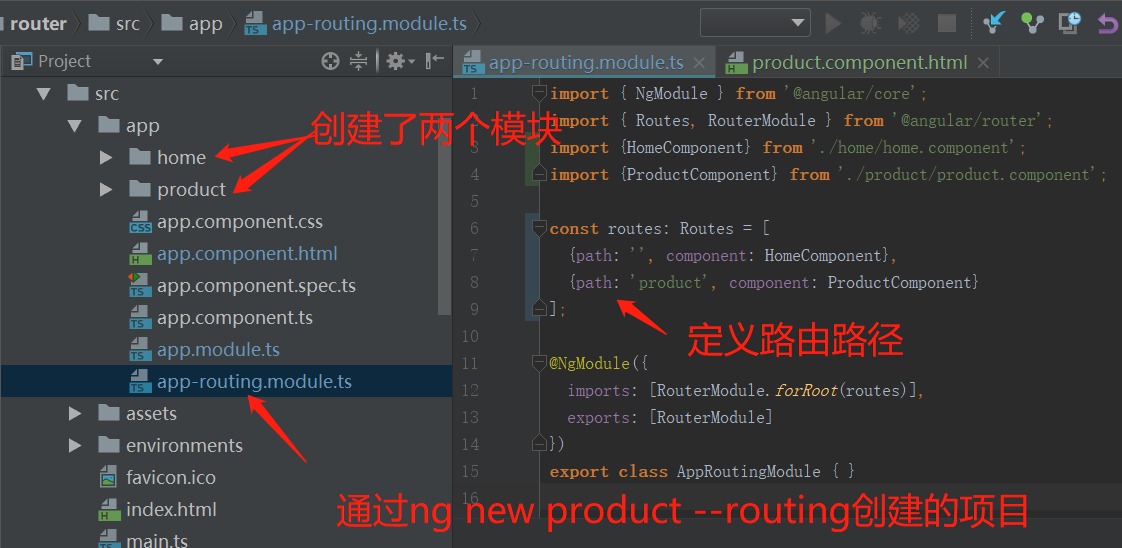 router src app app-routing.module.ts
Project
app-routing.module.ts
product.component.html
src
app
home
product
app.component.css
app.component.html
app.component.spec.ts
app.component.ts
app.module.ts
app-routing.module.ts
assets
environments
favicon.ico
index.html
main.ts
创建了两个模块
1 import { NgModule } from '@angular/core';
import { Routes, RouterModule } from '@angular/router';
3 import {HomeComponent} from './home/home.component';
4 import {ProductComponent} from './product/product.component';
5
6 const routes: Routes = [
7 {path: '', component: HomeComponent},
8 {path: 'product', component: ProductComponent}
9 ];
定义路由路径
10
11 @NgModule({
12 imports: [RouterModule.forRoot(routes)],
13 exports: [RouterModule]
14 })
15 export class AppRoutingModule { }
16
通过ng new product --routing创建的项目